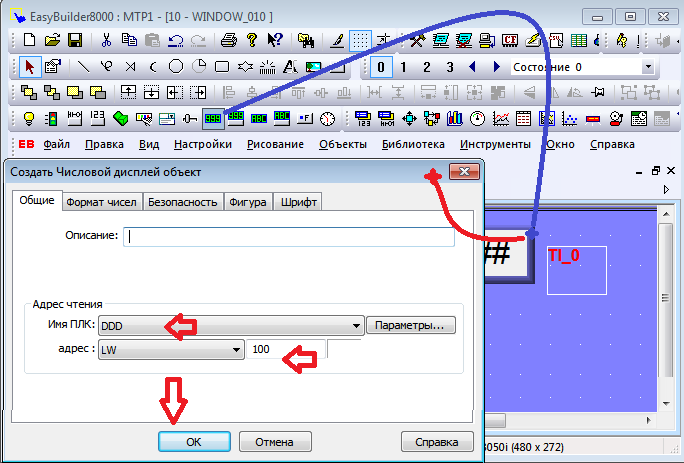 EasyBuilder8000 : MTP1 - [10 - WINDOW_010 ]
0 1 2 3 Состояние 0
EB Файл Правка Вид Настройки Рисование Объекты Библиотека Инструменты Окно Справка
Создать Числовой дисплей объект
Общие Формат чисел Безопасность Фигура Шрифт
Описание:
##
TI_0
Адрес чтения
Имя ПЛК: DDD Параметры...
адрес : LW 100
ОК Отмена Справка
050i (480 x 272)